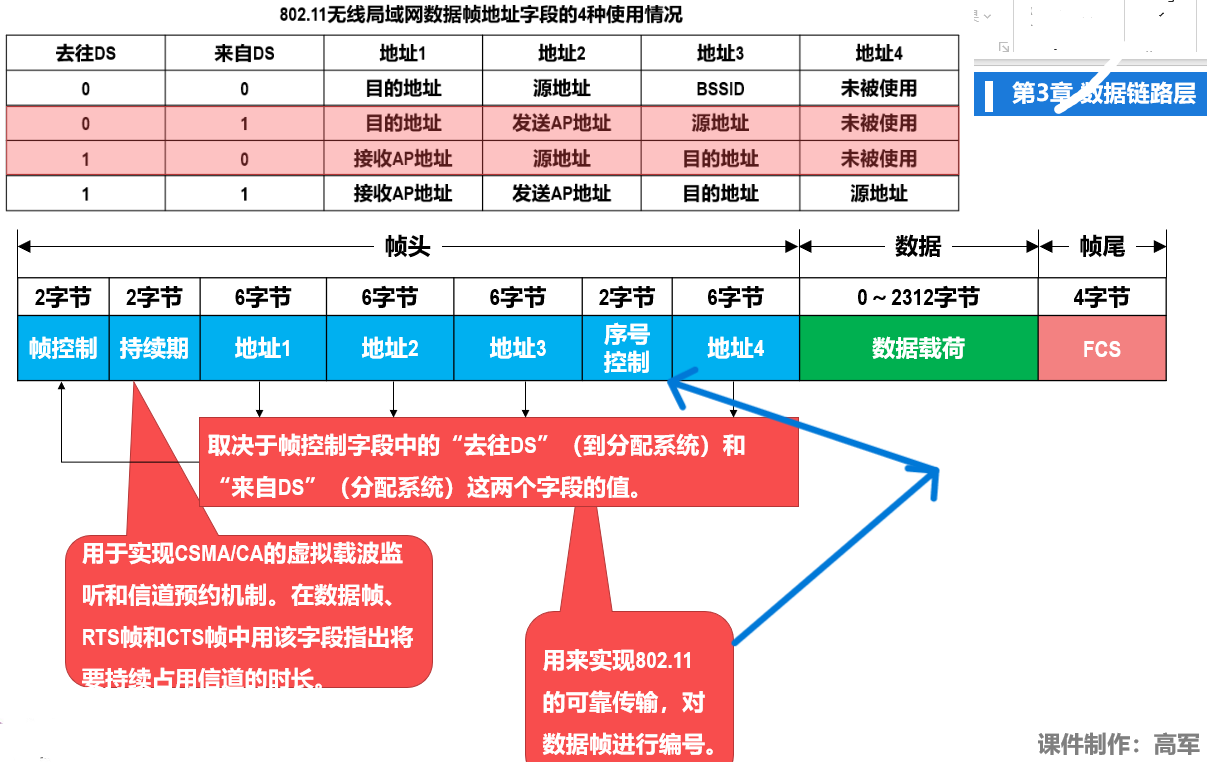 802.11无线局域网数据帧地址字段的4种使用情况
去往DS 来自DS 地址1 地址2 地址3 地址4
0 0 目的地址 源地址 BSSID 未被使用
0 1 目的地址 发送AP地址 源地址 未被使用
1 0 接收AP地址 源地址 目的地址 未被使用
1 1 接收AP地址 发送AP地址 目的地址 源地址
第3章 数据链路层
帧头 数据 帧尾
2字节 2字节 6字节 6字节 6字节 2字节 6字节 0~2312字节 4字节
帧控制 持续期 地址1 地址2 地址3 序号控制 地址4 数据载荷 FCS
取决于帧控制字段中的“去往DS”(到分配系统)和
“来自DS”(分配系统)这两个字段的值。
用于实现CSMA/CA的虚拟载波监
听和信道预约机制。在数据帧、
RTS帧和CTS帧中用该字段指出将
要持续占用信道的时长。
用来实现802.11
的可靠传输,对
数据帧进行编号。
课件制作:高军